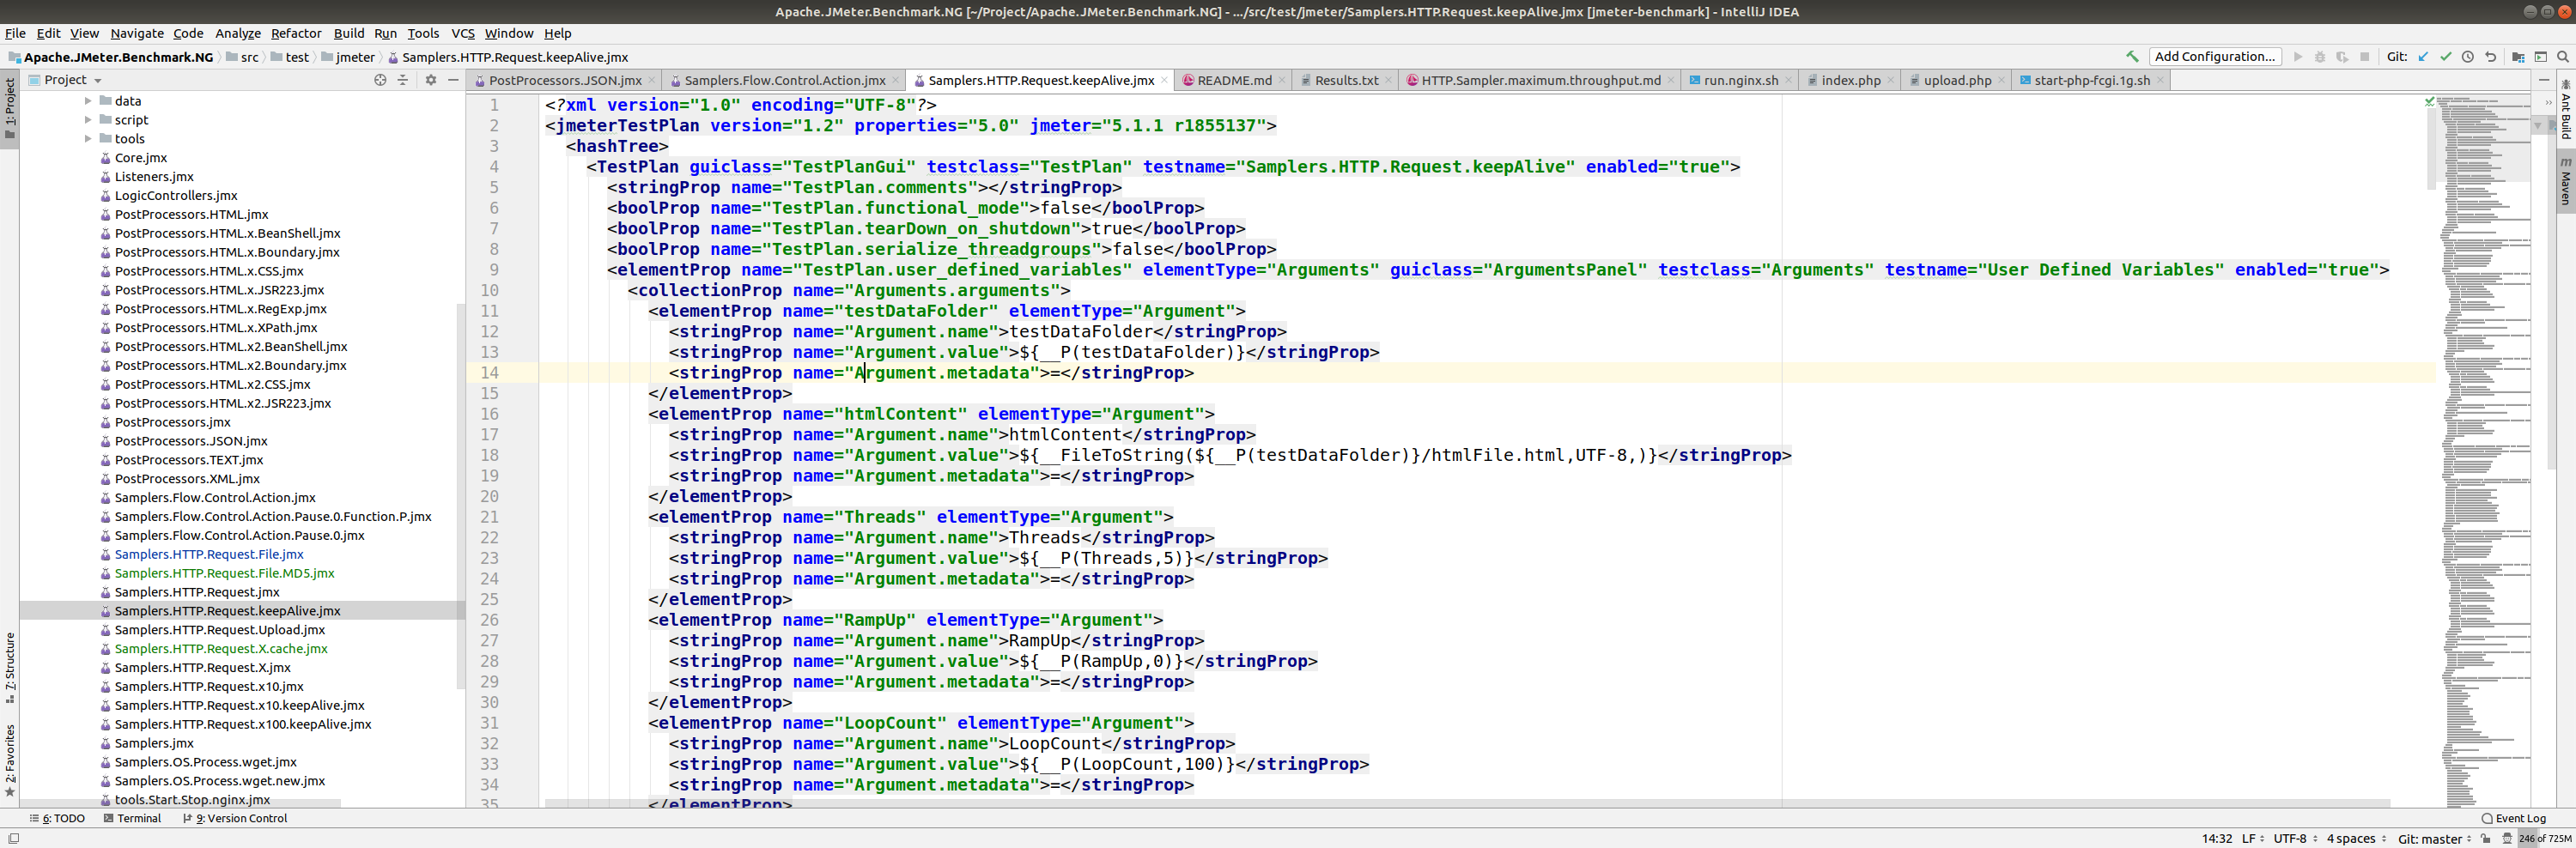 Apache.JMeter.Benchmark.NG [~/Project/Apache.JMeter.Benchmark.NG] - .../src/test/jmeter/Samplers.HTTP.Request.keepAlive.jmx [jmeter-benchmark] - IntelliJ IDEA
File Edit View Navigate Code Analyze Refactor Build Run Tools VCS Window Help
Apache.JMeter.Benchmark.NG src test jmeter Samplers.HTTP.Request.keepAlive.jmx Add Configuration... Git:
Project
PostProcessors.JSON.jmx Samplers.Flow.Control.Action.jmx Samplers.HTTP.Request.keepAlive.jmx README.md Results.txt HTTP.Sampler.maximum.throughput.md run.nginx.sh index.php upload.php start-php-fcgi.1g.sh
1: Project
7: Structure
2: Favorites
data
script
tools
Core.jmx
Listeners.jmx
LogicControllers.jmx
PostProcessors.HTML.jmx
PostProcessors.HTML.x.BeanShell.jmx
PostProcessors.HTML.x.Boundary.jmx
PostProcessors.HTML.x.CSS.jmx
PostProcessors.HTML.x.JSR223.jmx
PostProcessors.HTML.x.RegExp.jmx
PostProcessors.HTML.x.XPath.jmx
PostProcessors.HTML.x2.BeanShell.jmx
PostProcessors.HTML.x2.Boundary.jmx
PostProcessors.HTML.x2.CSS.jmx
PostProcessors.HTML.x2.JSR223.jmx
PostProcessors.jmx
PostProcessors.JSON.jmx
PostProcessors.TEXT.jmx
PostProcessors.XML.jmx
Samplers.Flow.Control.Action.jmx
Samplers.Flow.Control.Action.Pause.0.Function.P.jmx
Samplers.Flow.Control.Action.Pause.0.jmx
Samplers.HTTP.Request.File.jmx
Samplers.HTTP.Request.File.MD5.jmx
Samplers.HTTP.Request.jmx
Samplers.HTTP.Request.keepAlive.jmx
Samplers.HTTP.Request.Upload.jmx
Samplers.HTTP.Request.X.cache.jmx
Samplers.HTTP.Request.X.jmx
Samplers.HTTP.Request.x10.jmx
Samplers.HTTP.Request.x10.keepAlive.jmx
Samplers.HTTP.Request.x100.keepAlive.jmx
Samplers.jmx
Samplers.OS.Process.wget.jmx
Samplers.OS.Process.wget.new.jmx
tools.Start.Stop.nginx.jmx
1 <?xml version="1.0" encoding="UTF-8"?>
2 <jmeterTestPlan version="1.2" properties="5.0" jmeter="5.1.1 r1855137">
3 <hashTree>
4 <TestPlan guiclass="TestPlanGui" testclass="TestPlan" testname="Samplers.HTTP.Request.keepAlive" enabled="true">
5 <stringProp name="TestPlan.comments"></stringProp>
6 <boolProp name="TestPlan.functional_mode">false</boolProp>
7 <boolProp name="TestPlan.tearDown_on_shutdown">true</boolProp>
8 <boolProp name="TestPlan.serialize_threadgroups">false</boolProp>
9 <elementProp name="TestPlan.user_defined_variables" elementType="Arguments" guiclass="ArgumentsPanel" testclass="Arguments" testname="User Defined Variables" enabled="true">
10 <collectionProp name="Arguments.arguments">
11 <elementProp name="testDataFolder" elementType="Argument">
12 <stringProp name="Argument.name">testDataFolder</stringProp>
13 <stringProp name="Argument.value">${__P(testDataFolder)}</stringProp>
14 <stringProp name="Argument.metadata">=</stringProp>
15 </elementProp>
16 <elementProp name="htmlContent" elementType="Argument">
17 <stringProp name="Argument.name">htmlContent</stringProp>
18 <stringProp name="Argument.value">${__FileToString(${__P(testDataFolder)}/htmlFile.html,UTF-8,)}</stringProp>
19 <stringProp name="Argument.metadata">=</stringProp>
20 </elementProp>
21 <elementProp name="Threads" elementType="Argument">
22 <stringProp name="Argument.name">Threads</stringProp>
23 <stringProp name="Argument.value">${__P(Threads,5)}</stringProp>
24 <stringProp name="Argument.metadata">=</stringProp>
25 </elementProp>
26 <elementProp name="RampUp" elementType="Argument">
27 <stringProp name="Argument.name">RampUp</stringProp>
28 <stringProp name="Argument.value">${__P(RampUp,0)}</stringProp>
29 <stringProp name="Argument.metadata">=</stringProp>
30 </elementProp>
31 <elementProp name="LoopCount" elementType="Argument">
32 <stringProp name="Argument.name">LoopCount</stringProp>
33 <stringProp name="Argument.value">${__P(LoopCount,100)}</stringProp>
34 <stringProp name="Argument.metadata">=</stringProp>
35 </elementProp>
Ant Build
Maven
6: TODO Terminal 9: Version Control Event Log
14:32 LF UTF-8 4 spaces Git: master 246 of 725M